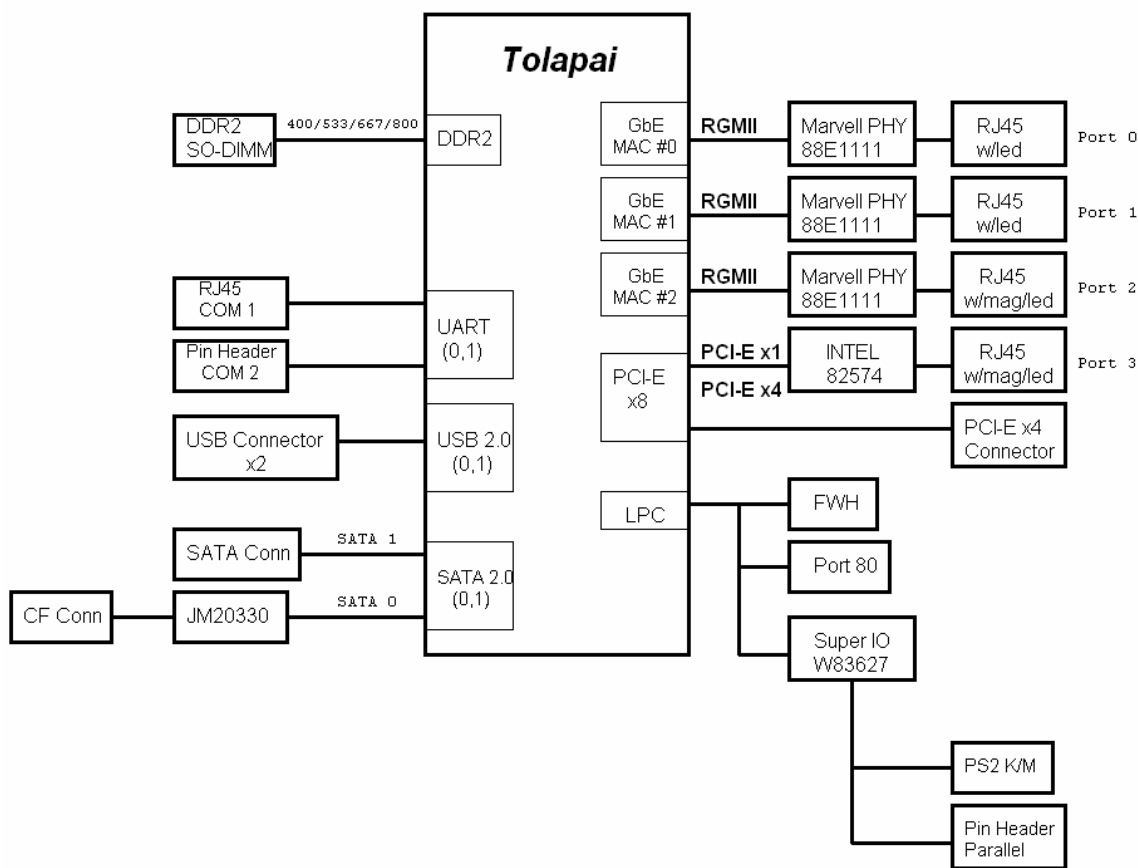 Tolapai
DDR2
SO-DIMM
400/533/667/800
DDR2
GbE
MAC #0
RGMII
Marvell PHY
88E1111
RJ45
w/led
Port 0
GbE
MAC #1
RGMII
Marvell PHY
88E1111
RJ45
w/led
Port 1
GbE
MAC #2
RGMII
Marvell PHY
88E1111
RJ45
w/mag/led
Port 2
RJ45
COM 1
Pin Header
COM 2
UART
(0,1)
PCI-E
x8
PCI-E x1
PCI-E x4
INTEL
82574
RJ45
w/mag/led
Port 3
PCI-E x4
Connector
USB Connector
x2
USB 2.0
(0,1)
LPC
FWH
Port 80
Super IO
W83627
SATA Conn
SATA 1
SATA 2.0
(0,1)
CF Conn
JM20330
SATA 0
PS2 K/M
Pin Header
Parallel